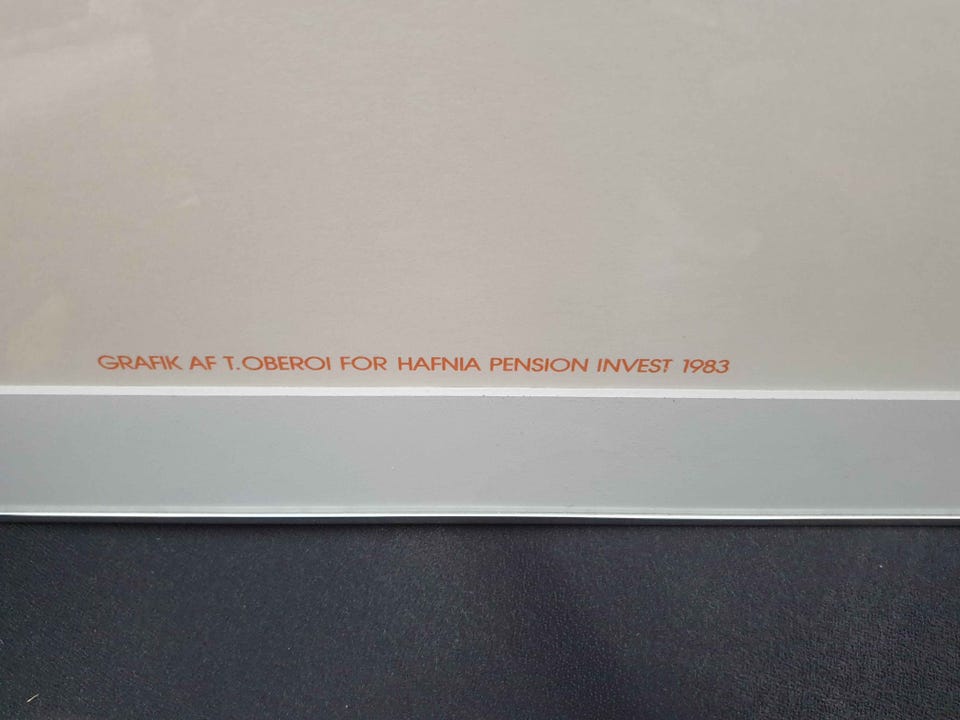 GRAFIK AF T. OBEROI FOR HAFNIA PENSION INVEST 1983